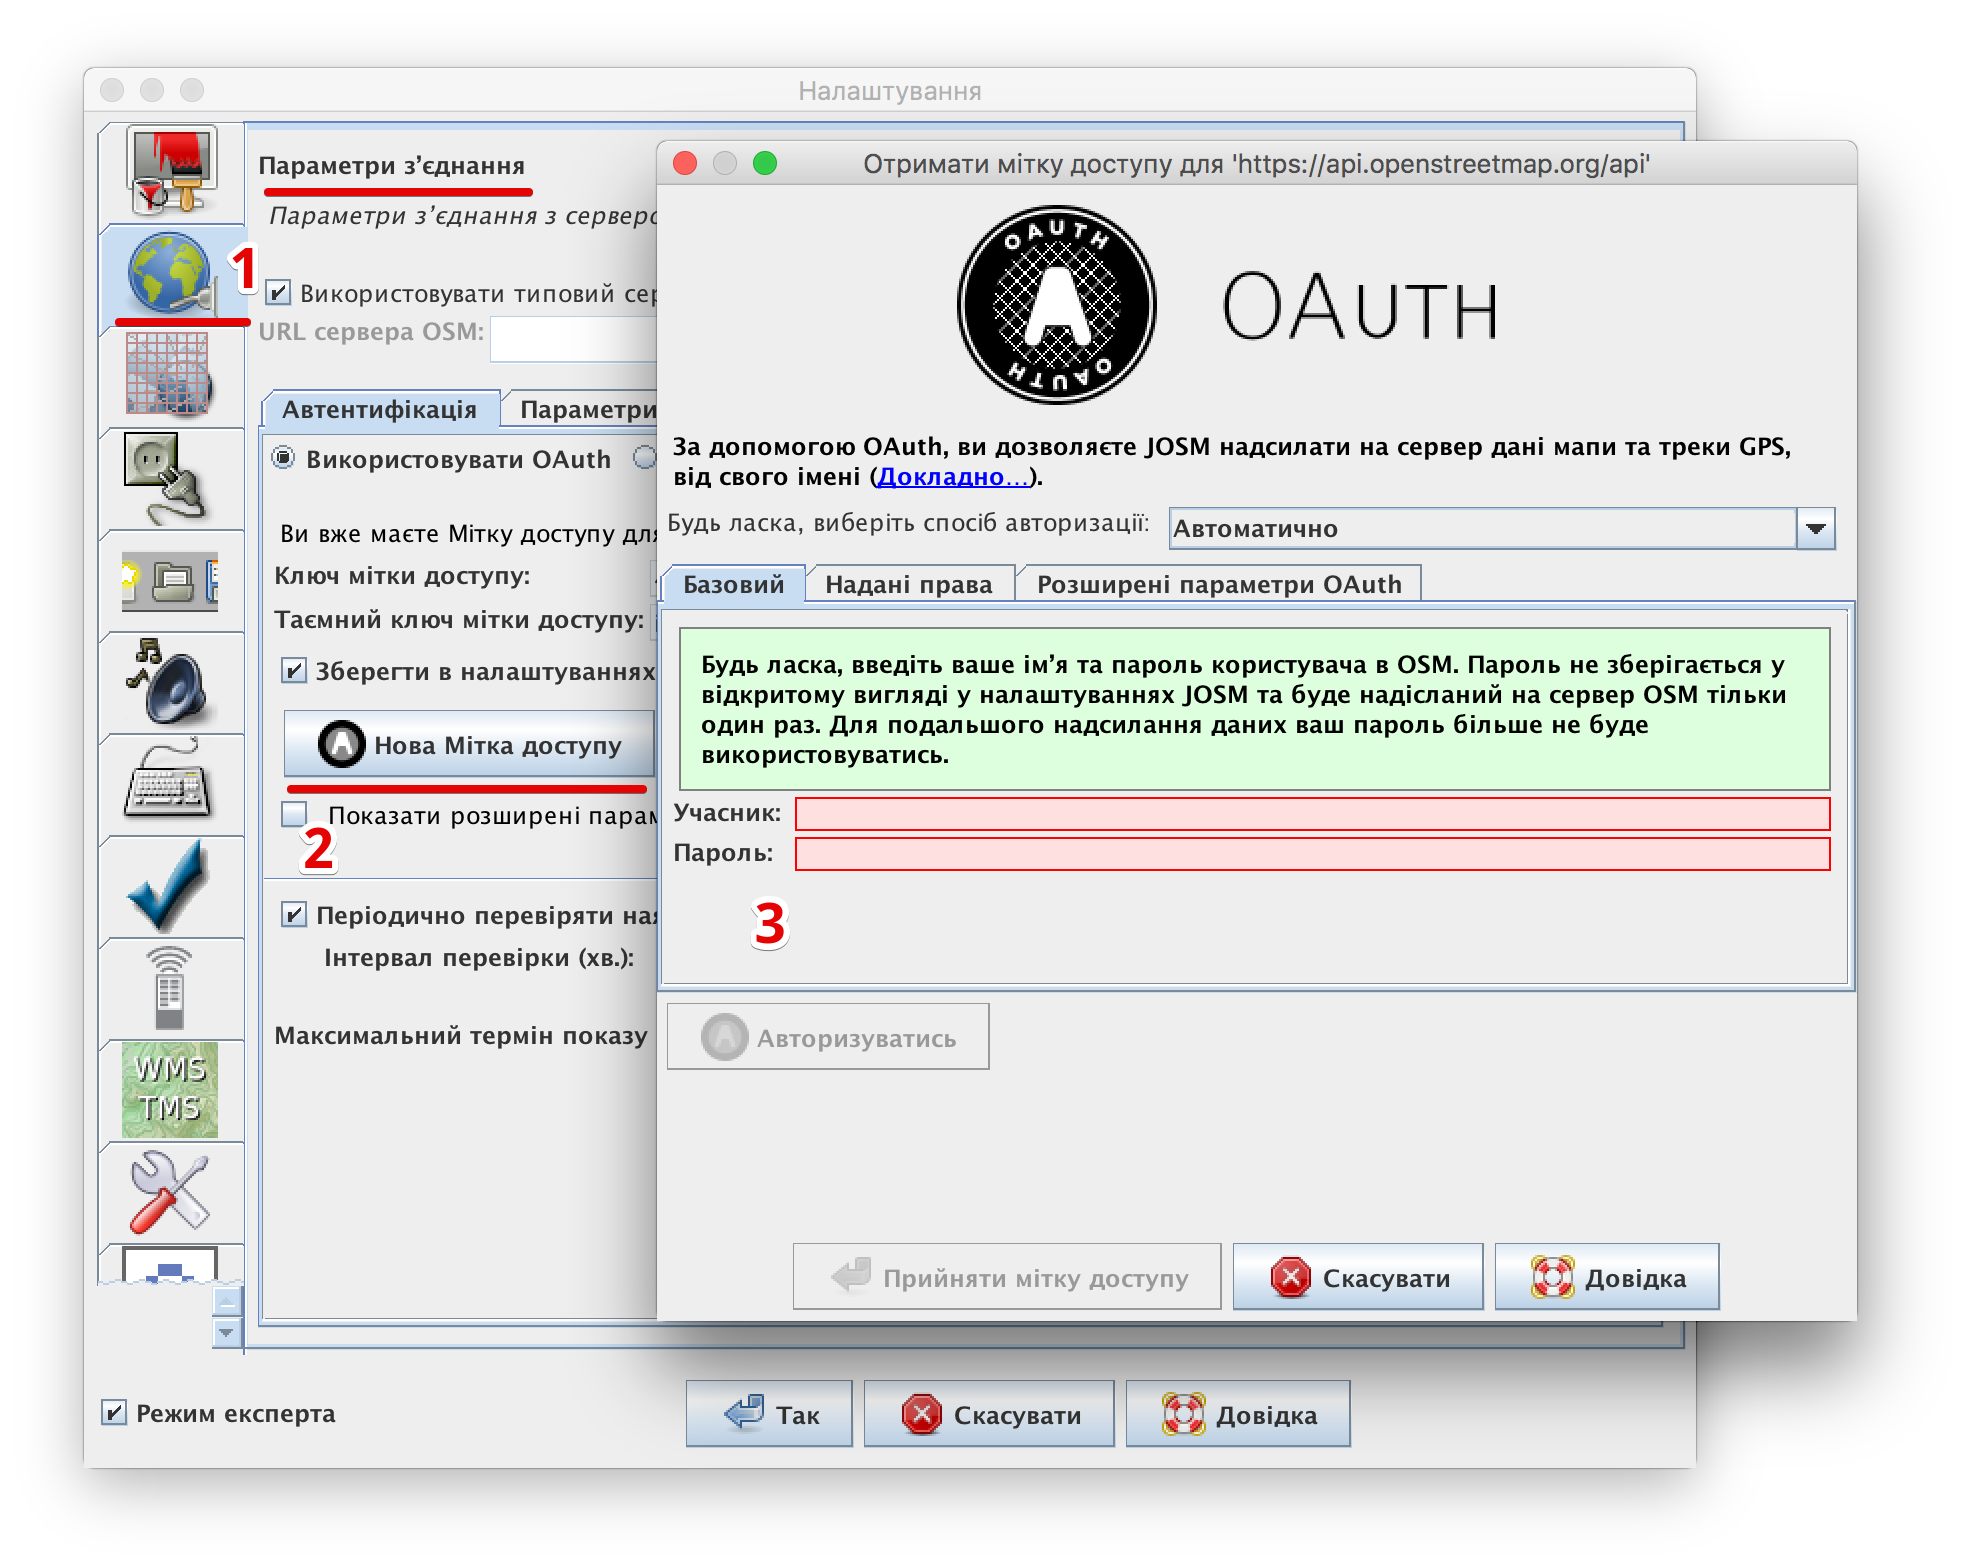 Налаштування
Параметри з’єднання
Параметри з’єднання з серверо
1
Використовувати типовий сер
URL сервера OSM:
Автентифікація
Параметри
Використовувати OAuth
Ви вже маєте Мітку доступу для
Ключ мітки доступу:
Таємний ключ мітки доступу:
Зберегти в налаштуваннях
Нова Мітка доступу
Показати розширені парам
2
Періодично перевіряти ная
Інтервал перевірки (хв.):
Максимальний термін показу
WMS
TMS
Режим експерта
Так
Скасувати
Довідка
Отримати мітку доступу для 'https://api.openstreetmap.org/api'
OAUTH
A
OAUTH
OAUTH
За допомогою OAuth, ви дозволяєте JOSM надсилати на сервер дані мапи та треки GPS,
від свого імені (Докладно...).
Будь ласка, виберіть спосіб авторизації:
Автоматично
Базовий
Надані права
Розширені параметри OAuth
Будь ласка, введіть ваше ім’я та пароль користувача в OSM. Пароль не зберігається у
відкритому вигляді у налаштуваннях JOSM та буде надісланий на сервер OSM тільки
один раз. Для подальшого надсилання даних ваш пароль більше не буде
використовуватись.
Учасник:
Пароль:
3
Авторизуватись
Прийняти мітку доступу
Скасувати
Довідка